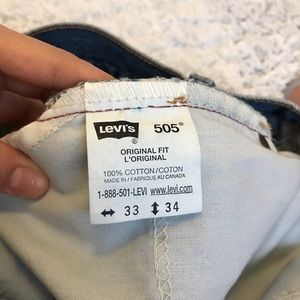 LEVI'S 505®
®
ORIGINAL FIT
L'ORIGINAL
100% COTTON/COTON
MADE IN / FABRIQUE AU CANADA
1-888-501-LEVI www.levi.com
↔ 33 ↕ 34